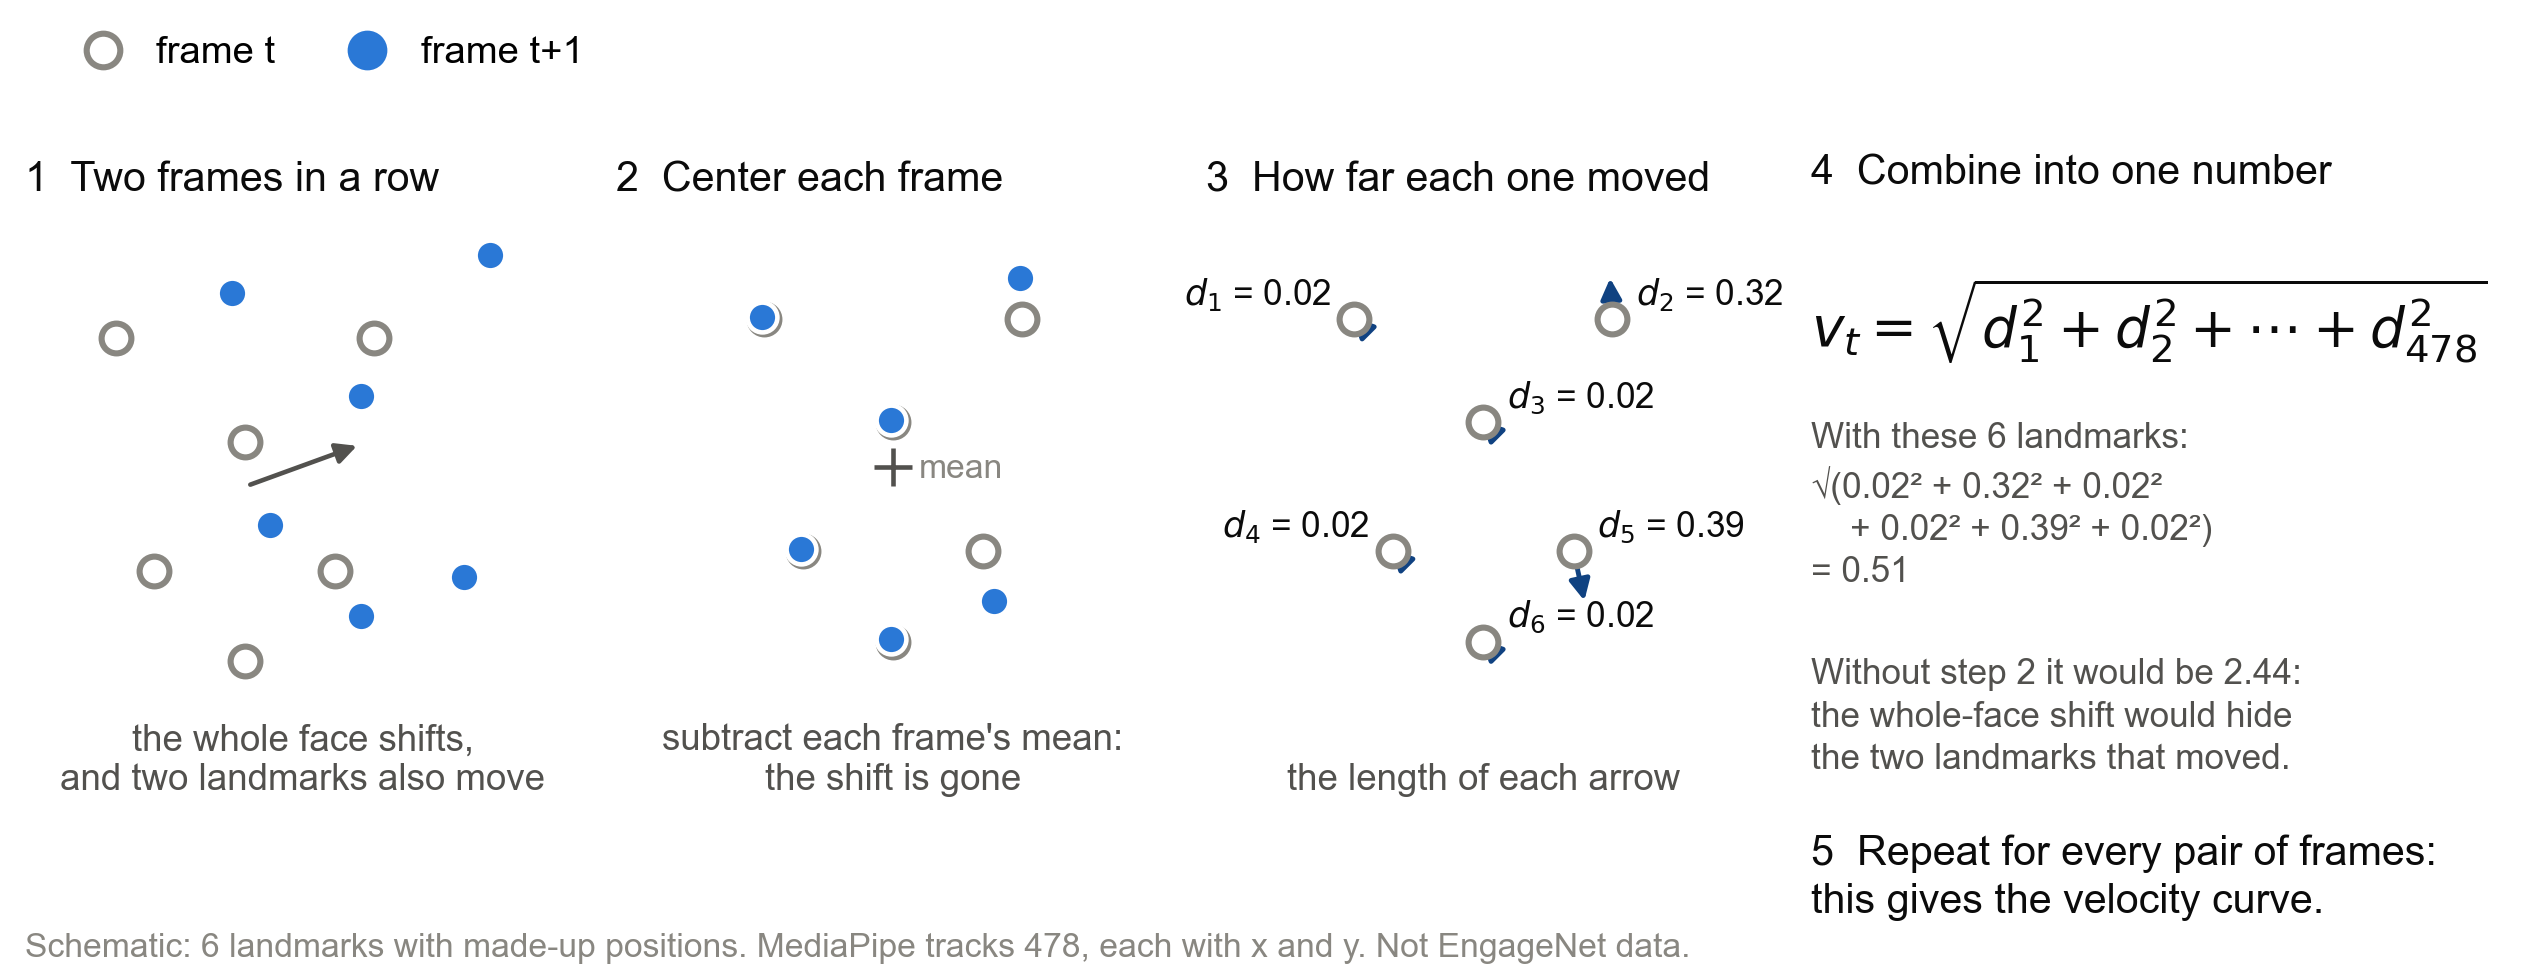 frame t
frame t+1
1 Two frames in a row
the whole face shifts,
and two landmarks also move
2 Center each frame
mean
subtract each frame's mean:
the shift is gone
3 How far each one moved
d₁ = 0.02
d₂ = 0.32
d₃ = 0.02
d₄ = 0.02
d₅ = 0.39
d₆ = 0.02
the length of each arrow
4 Combine into one number
vₜ = √(d₁² + d₂² + ⋯ + d₄₇₈²)
With these 6 landmarks:
√(0.02² + 0.32² + 0.02²
+ 0.02² + 0.39² + 0.02²)
= 0.51
Without step 2 it would be 2.44:
the whole-face shift would hide
the two landmarks that moved.
5 Repeat for every pair of frames:
this gives the velocity curve.
Schematic: 6 landmarks with made-up positions. MediaPipe tracks 478, each with x and y. Not EngageNet data.